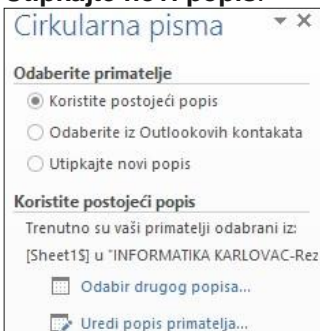 Utipkajte novi popis.
Cirkularna pisma
Odaberite primatelje
Koristite postojeći popis
Odaberite iz Outlookovih kontakata
Utipkajte novi popis
Koristite postojeći popis
Trenutno su vaši primatelji odabrani iz:
[Sheet1$] u "INFORMATIKA KARLOVAC-Rez
Odabir drugog popisa...
Uredi popis primatelja...